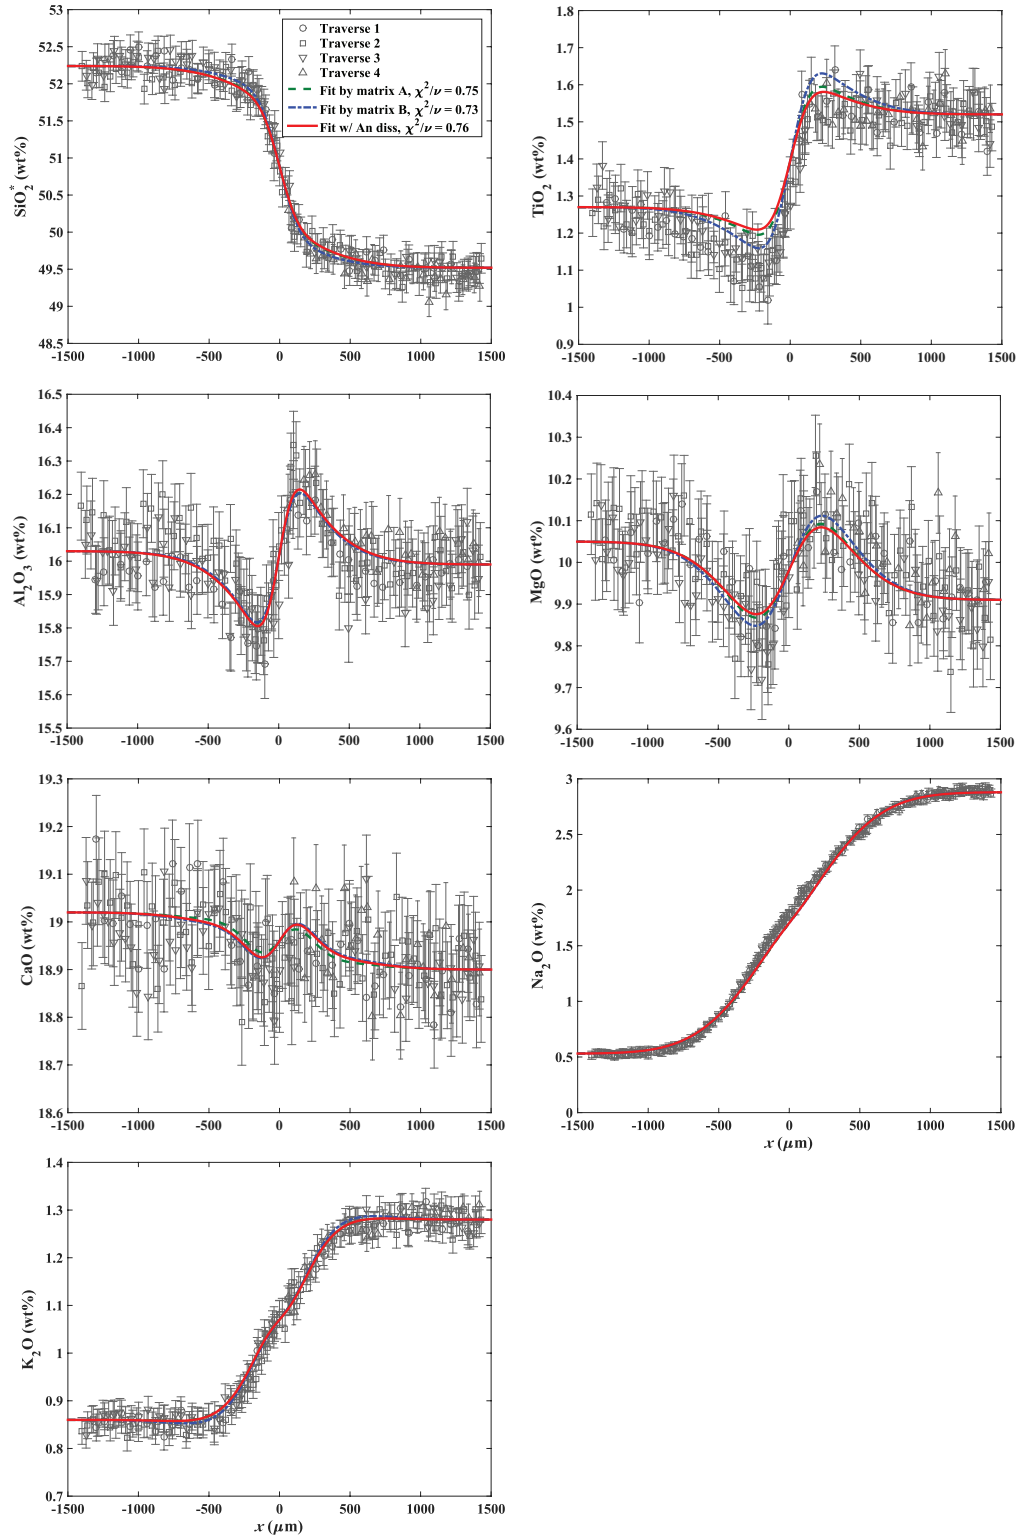 53
52.5
52
51.5
51
50.5
50
49.5
49
48.5
SiO2* (wt%)
-1500 -1000 -500 0 500 1000 1500
Traverse 1
Traverse 2
Traverse 3
Traverse 4
Fit by matrix A, χ2/ν = 0.75
Fit by matrix B, χ2/ν = 0.73
Fit w/ An diss, χ2/ν = 0.76
1.8
1.7
1.6
1.5
1.4
1.3
1.2
1.1
1
0.9
TiO2 (wt%)
-1500 -1000 -500 0 500 1000 1500
16.5
16.4
16.3
16.2
16.1
16
15.9
15.8
15.7
15.6
15.5
Al2O3 (wt%)
-1500 -1000 -500 0 500 1000 1500
10.4
10.3
10.2
10.1
10
9.9
9.8
9.7
9.6
MgO (wt%)
-1500 -1000 -500 0 500 1000 1500
19.3
19.2
19.1
19
18.9
18.8
18.7
18.6
CaO (wt%)
-1500 -1000 -500 0 500 1000 1500
3
2.5
2
1.5
1
0.5
0
Na2O (wt%)
-1500 -1000 -500 0 500 1000 1500
x (μm)
1.4
1.3
1.2
1.1
1
0.9
0.8
0.7
K2O (wt%)
-1500 -1000 -500 0 500 1000 1500
x (μm)